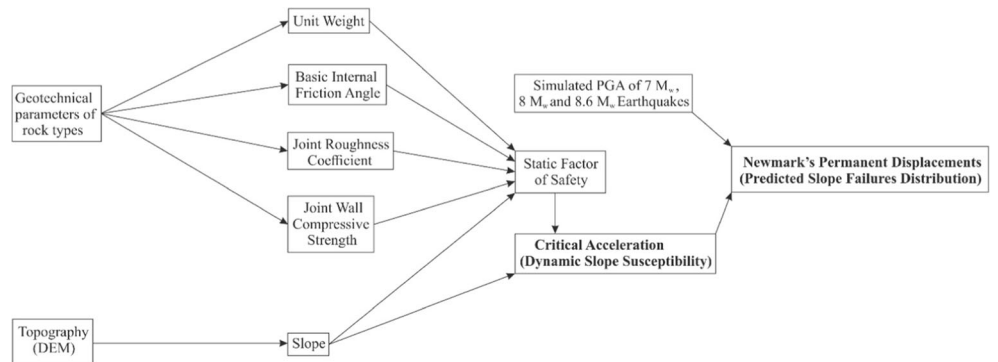 Unit Weight
Geotechnical
parameters of
rock types
Basic Internal
Friction Angle
Joint Roughness
Coefficient
Joint Wall
Compressive
Strength
Topography
(DEM)
Slope
Static Factor
of Safety
Critical Acceleration
(Dynamic Slope Susceptibility)
Simulated PGA of 7 Mw,
8 Mw and 8.6 Mw Earthquakes
Newmark's Permanent Displacements
(Predicted Slope Failures Distribution)